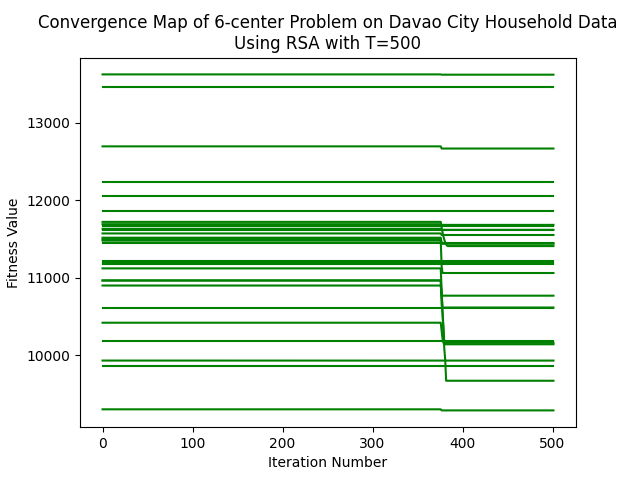 Convergence Map of 6-center Problem on Davao City Household Data
Using RSA with T=500
13000
12000
11000
10000
Fitness Value
0 100 200 300 400 500
Iteration Number